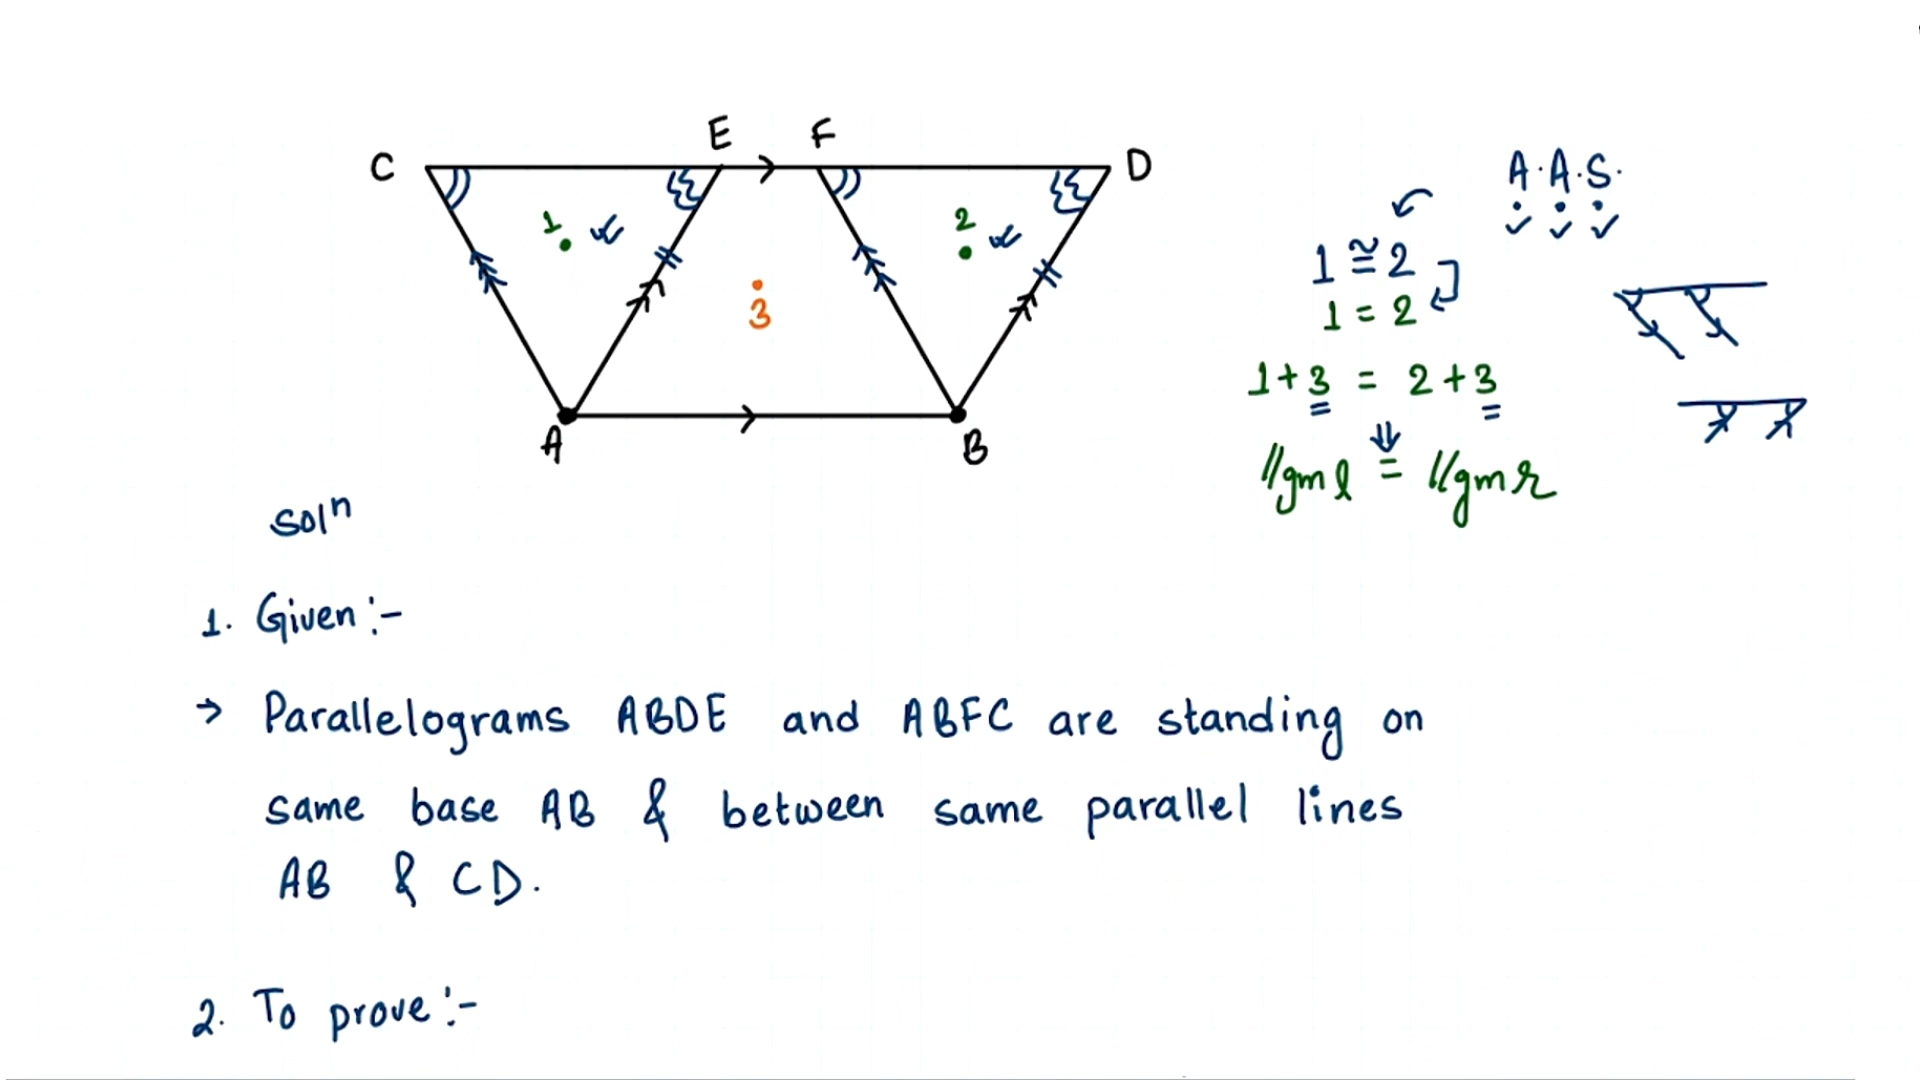 E F
C D
1 2
3
A B
A.A.S.
1 ≅ 2
1 = 2
1+3 = 2+3
//gm l = //gm r
solⁿ
1. Given :-
→ Parallelograms ABDE and ABFC are standing on
same base AB & between same parallel lines
AB & CD.
2. To prove :-